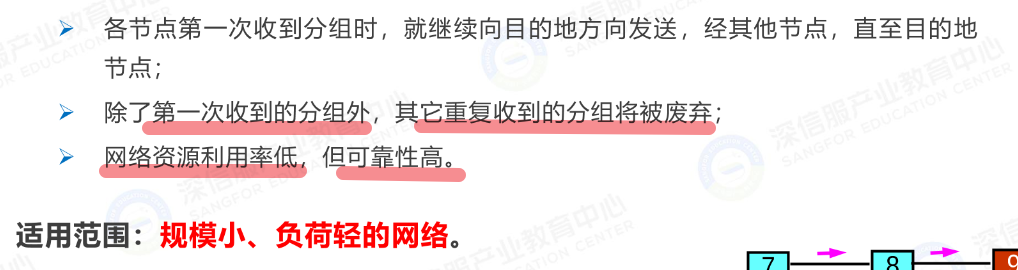 各节点第一次收到分组时，就继续向目的地方向发送，经其他节点，直至目的地
节点；
除了第一次收到的分组外，其它重复收到的分组将被废弃；
网络资源利用率低，但可靠性高。
适用范围：规模小、负荷轻的网络。
7
8
深信服产业教育中心
SANGFOR EDUCATION CENTER